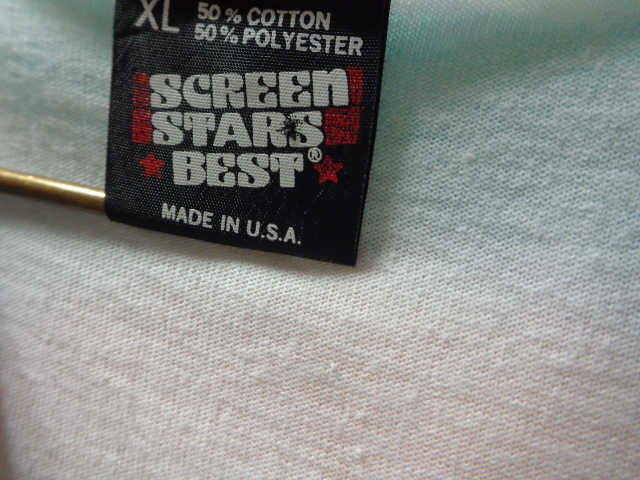 XL 50% COTTON
50% POLYESTER
SCREEN
STARS
BEST®
MADE IN U.S.A.